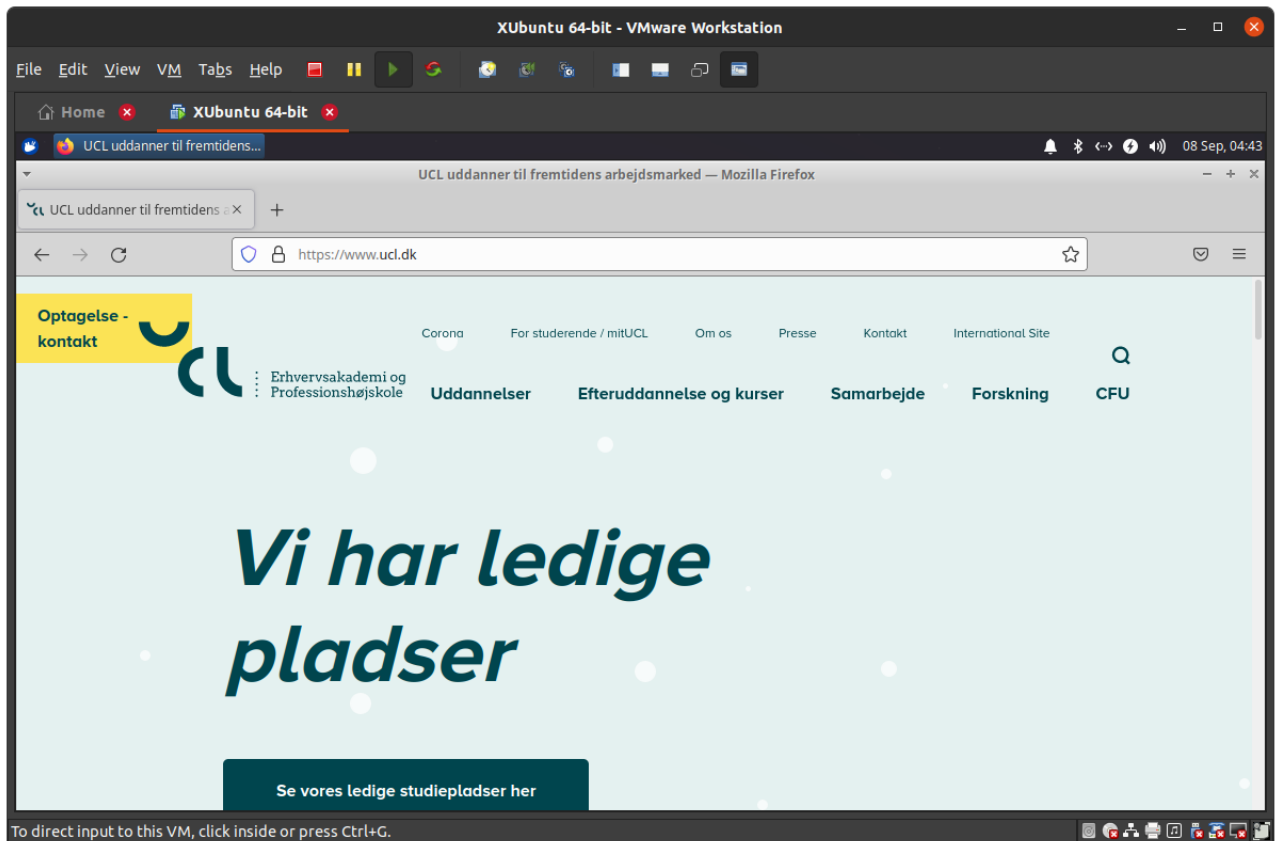 XUbuntu 64-bit - VMware Workstation
File Edit View VM Tabs Help
Home XUbuntu 64-bit
UCL uddanner til fremtidens... 08 Sep, 04:43
UCL uddanner til fremtidens arbejdsmarked — Mozilla Firefox
UCL uddanner til fremtidens a
https://www.ucl.dk
Optagelse -
kontakt
UCL
Erhvervsakademi og
Professionshøjskole
Corona For studerende / mitUCL Om os Presse Kontakt International Site
Uddannelser Efteruddannelse og kurser Samarbejde Forskning CFU
Vi har ledige
pladser
Se vores ledige studiepladser her
To direct input to this VM, click inside or press Ctrl+G.